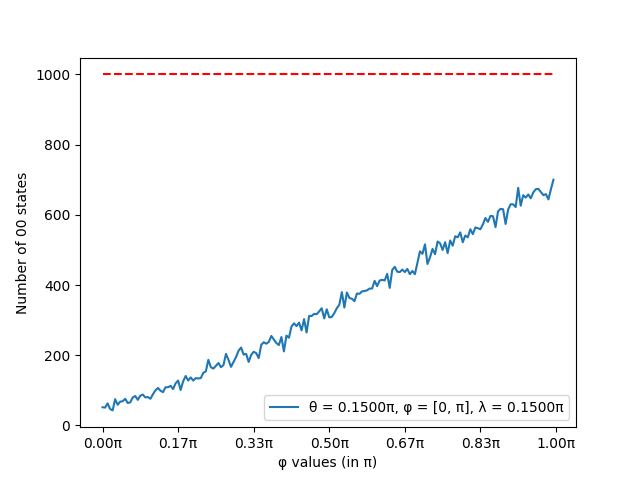 1000
800
600
400
200
0
Number of 00 states
θ = 0.1500π, φ = [0, π], λ = 0.1500π
0.00π 0.17π 0.33π 0.50π 0.67π 0.83π 1.00π
φ values (in π)